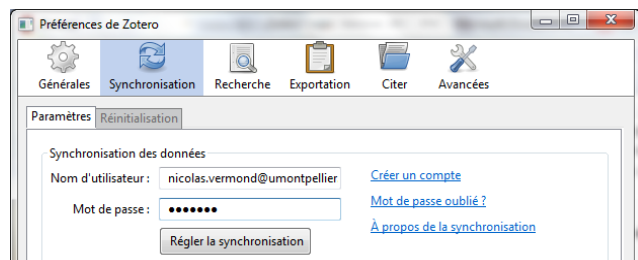 Préférences de Zotero
Générales Synchronisation Recherche Exportation Citer Avancées
Paramètres Réinitialisation
Synchronisation des données
Nom d'utilisateur : nicolas.vermond@umontpellier Créer un compte
Mot de passe : ●●●●●●● Mot de passe oublié ?
À propos de la synchronisation
Régler la synchronisation